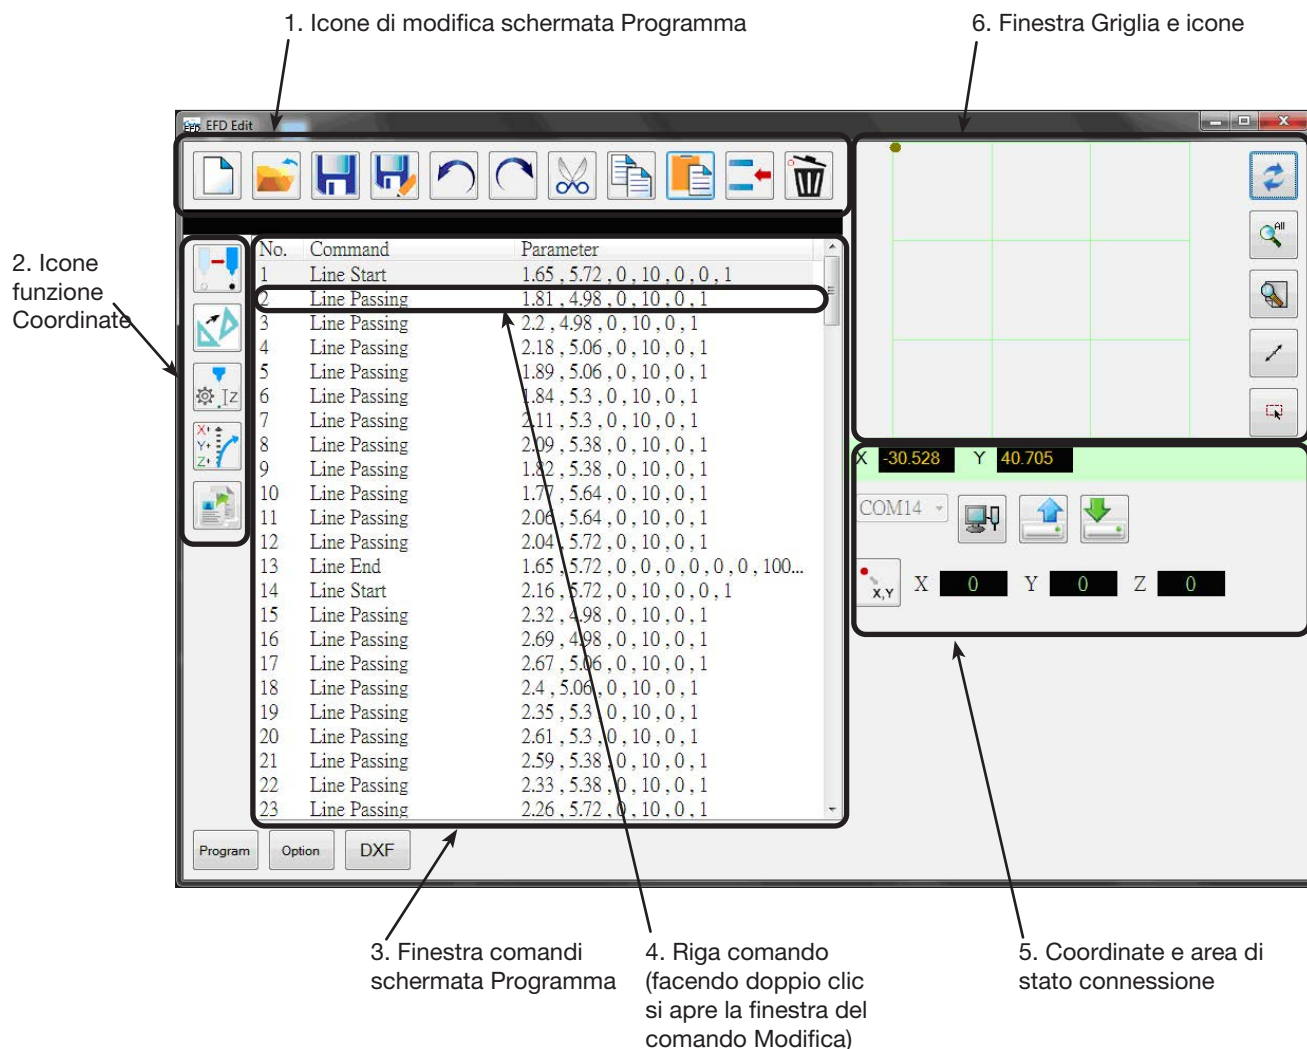 1. Icone di modifica schermata Programma
6. Finestra Griglia e icone
EFD EFD Edit
All
2. Icone
funzione
Coordinate
No. Command Parameter
1 Line Start 1.65 , 5.72 , 0 , 10 , 0 , 0 , 1
2 Line Passing 1.81 , 4.98 , 0 , 10 , 0 , 1
3 Line Passing 2.2 , 4.98 , 0 , 10 , 0 , 1
4 Line Passing 2.18 , 5.06 , 0 , 10 , 0 , 1
5 Line Passing 1.89 , 5.06 , 0 , 10 , 0 , 1
6 Line Passing 1.84 , 5.3 , 0 , 10 , 0 , 1
7 Line Passing 2.11 , 5.3 , 0 , 10 , 0 , 1
8 Line Passing 2.09 , 5.38 , 0 , 10 , 0 , 1
9 Line Passing 1.82 , 5.38 , 0 , 10 , 0 , 1
10 Line Passing 1.77 , 5.64 , 0 , 10 , 0 , 1
11 Line Passing 2.06 , 5.64 , 0 , 10 , 0 , 1
12 Line Passing 2.04 , 5.72 , 0 , 10 , 0 , 1
13 Line End 1.65 , 5.72 , 0 , 0 , 0 , 0 , 0 , 0 , 100...
14 Line Start 2.16 , 5.72 , 0 , 10 , 0 , 0 , 1
15 Line Passing 2.32 , 4.98 , 0 , 10 , 0 , 1
16 Line Passing 2.69 , 4.98 , 0 , 10 , 0 , 1
17 Line Passing 2.67 , 5.06 , 0 , 10 , 0 , 1
18 Line Passing 2.4 , 5.06 , 0 , 10 , 0 , 1
19 Line Passing 2.35 , 5.3 , 0 , 10 , 0 , 1
20 Line Passing 2.61 , 5.3 , 0 , 10 , 0 , 1
21 Line Passing 2.59 , 5.38 , 0 , 10 , 0 , 1
22 Line Passing 2.33 , 5.38 , 0 , 10 , 0 , 1
23 Line Passing 2.26 , 5.72 , 0 , 10 , 0 , 1
Z
X+
Y+
Z+
X -30.528 Y 40.705
COM14
X,Y X 0 Y 0 Z 0
Program Option DXF
3. Finestra comandi
schermata Programma
4. Riga comando
(facendo doppio clic
si apre la finestra del
comando Modifica)
5. Coordinate e area di
stato connessione